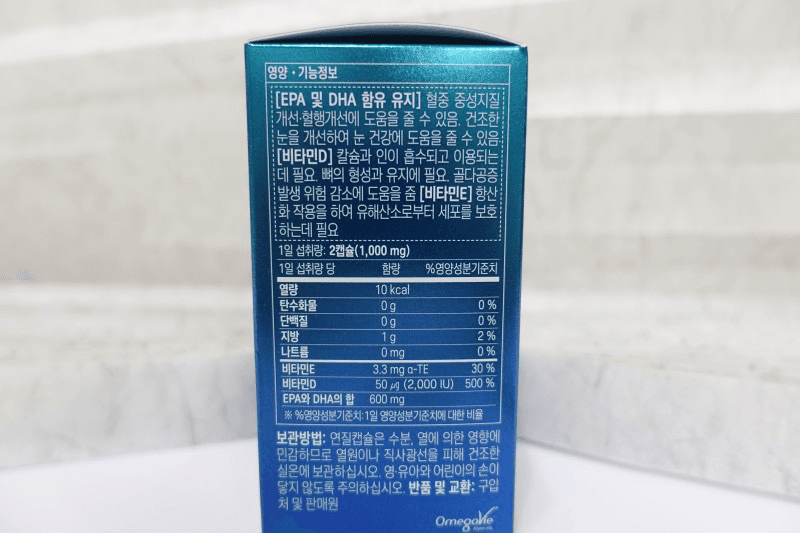 영양·기능정보
[EPA 및 DHA 함유 유지] 혈중 중성지질
개선·혈행개선에 도움을 줄 수 있음. 건조한
눈을 개선하여 눈 건강에 도움을 줄 수 있음
[비타민D] 칼슘과 인이 흡수되고 이용되는
데 필요. 뼈의 형성과 유지에 필요. 골다공증
발생 위험 감소에 도움을 줌 [비타민E] 항산
화 작용을 하여 유해산소로부터 세포를 보호
하는데 필요
1일 섭취량: 2캡슐(1,000 mg)
1일 섭취량 당 함량 %영양성분기준치
열량 10 kcal
탄수화물 0 g 0 %
단백질 0 g 0 %
지방 1 g 2 %
나트륨 0 mg 0 %
비타민E 3.3 mg α-TE 30 %
비타민D 50 ㎍ (2,000 IU) 500 %
EPA와 DHA의 합 600 mg
※ %영양성분기준치: 1일 영양성분기준치에 대한 비율
보관방법: 연질캡슐은 수분, 열에 의한 영향에
민감하므로 열원이나 직사광선을 피해 건조한
실온에 보관하십시오. 영·유아와 어린이의 손이
닿지 않도록 주의하십시오. 반품 및 교환: 구입
처 및 판매원
OmegaVie